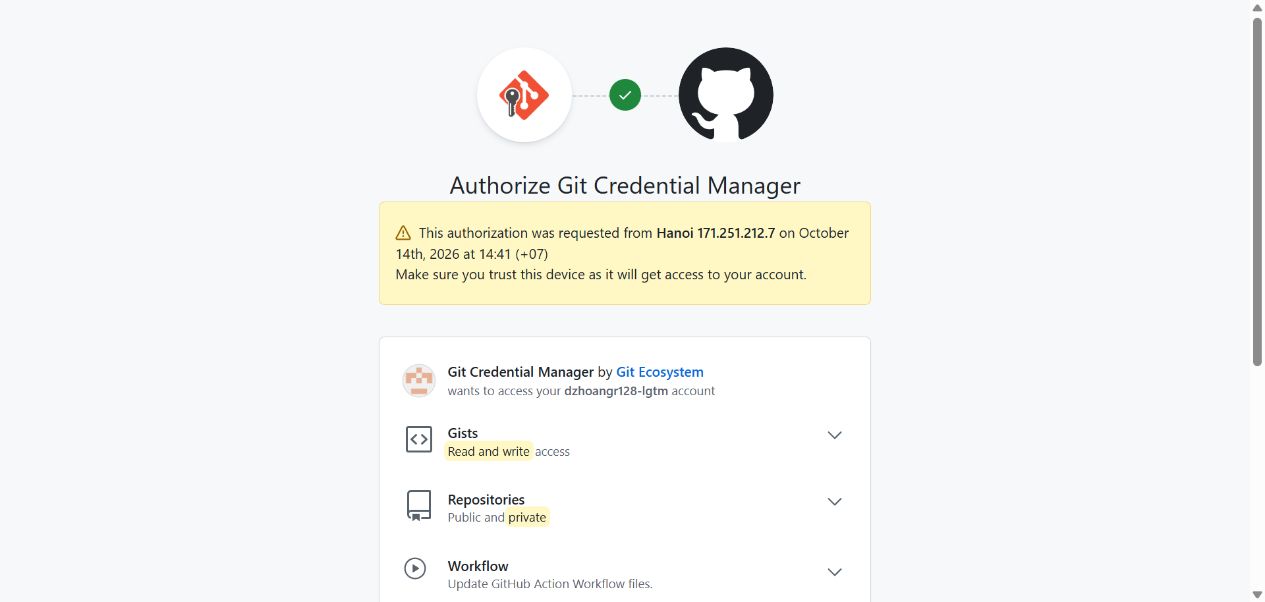 Authorize Git Credential Manager
This authorization was requested from Hanoi 171.251.212.7 on October
14th, 2026 at 14:41 (+07)
Make sure you trust this device as it will get access to your account.
Git Credential Manager by Git Ecosystem
wants to access your dzhoangr128-lgtm account
Gists
Read and write access
Repositories
Public and private
Workflow
Update GitHub Action Workflow files.